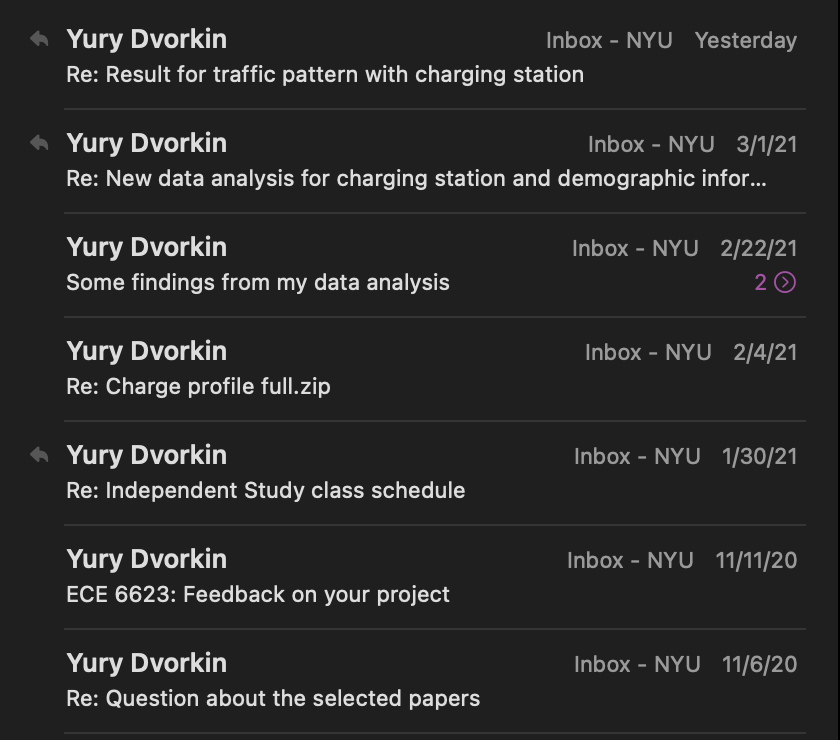 Yury Dvorkin Inbox - NYU Yesterday
Re: Result for traffic pattern with charging station
Yury Dvorkin Inbox - NYU 3/1/21
Re: New data analysis for charging station and demographic infor...
Yury Dvorkin Inbox - NYU 2/22/21
Some findings from my data analysis 2
Yury Dvorkin Inbox - NYU 2/4/21
Re: Charge profile full.zip
Yury Dvorkin Inbox - NYU 1/30/21
Re: Independent Study class schedule
Yury Dvorkin Inbox - NYU 11/11/20
ECE 6623: Feedback on your project
Yury Dvorkin Inbox - NYU 11/6/20
Re: Question about the selected papers